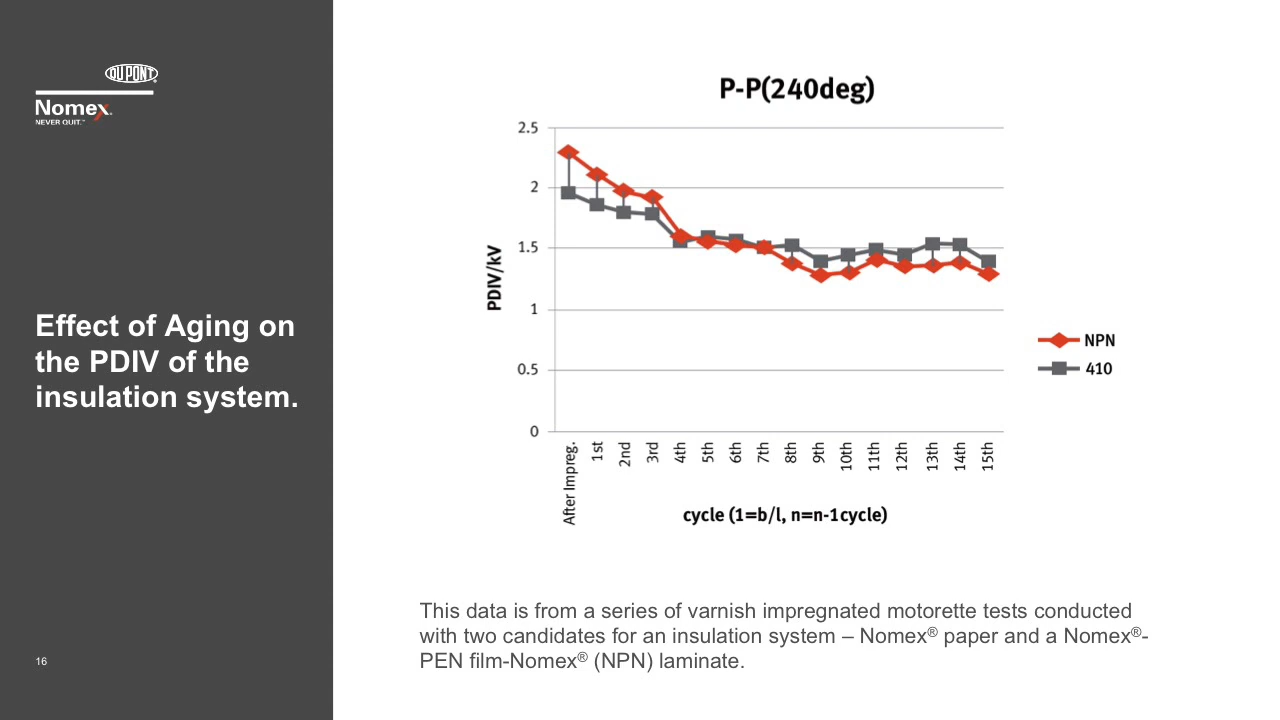 DU PONT®
Nomex®
NEVER QUIT.™
Effect of Aging on
the PDIV of the
insulation system.
16
P-P(240deg)
2.5
2
1.5
1
0.5
0
PDIV/kV
After Impreg.
1st
2nd
3rd
4th
5th
6th
7th
8th
9th
10th
11th
12th
13th
14th
15th
cycle (1=b/l, n=n-1cycle)
NPN
410
This data is from a series of varnish impregnated motorette tests conducted
with two candidates for an insulation system – Nomex® paper and a Nomex®-
PEN film-Nomex® (NPN) laminate.